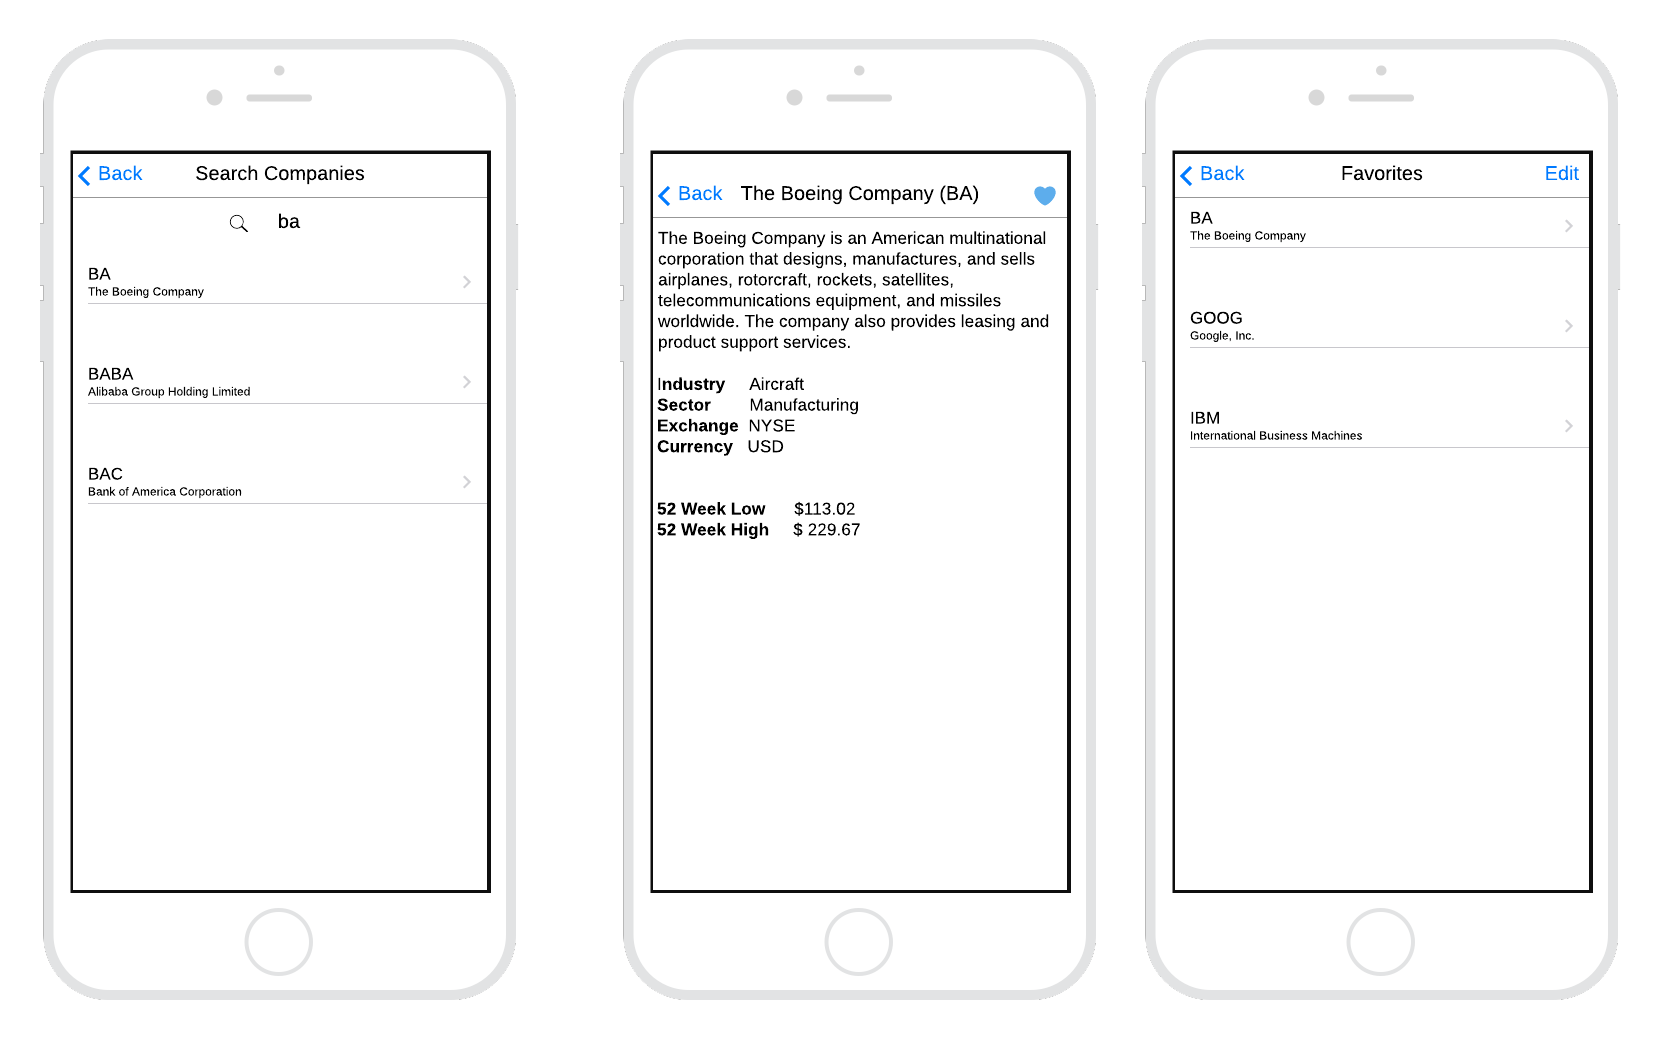 Back Search Companies
ba
BA
The Boeing Company
BABA
Alibaba Group Holding Limited
BAC
Bank of America Corporation
Back The Boeing Company (BA)
The Boeing Company is an American multinational
corporation that designs, manufactures, and sells
airplanes, rotorcraft, rockets, satellites,
telecommunications equipment, and missiles
worldwide. The company also provides leasing and
product support services.
Industry Aircraft
Sector Manufacturing
Exchange NYSE
Currency USD
52 Week Low $113.02
52 Week High $ 229.67
Back Favorites Edit
BA
The Boeing Company
GOOG
Google, Inc.
IBM
International Business Machines